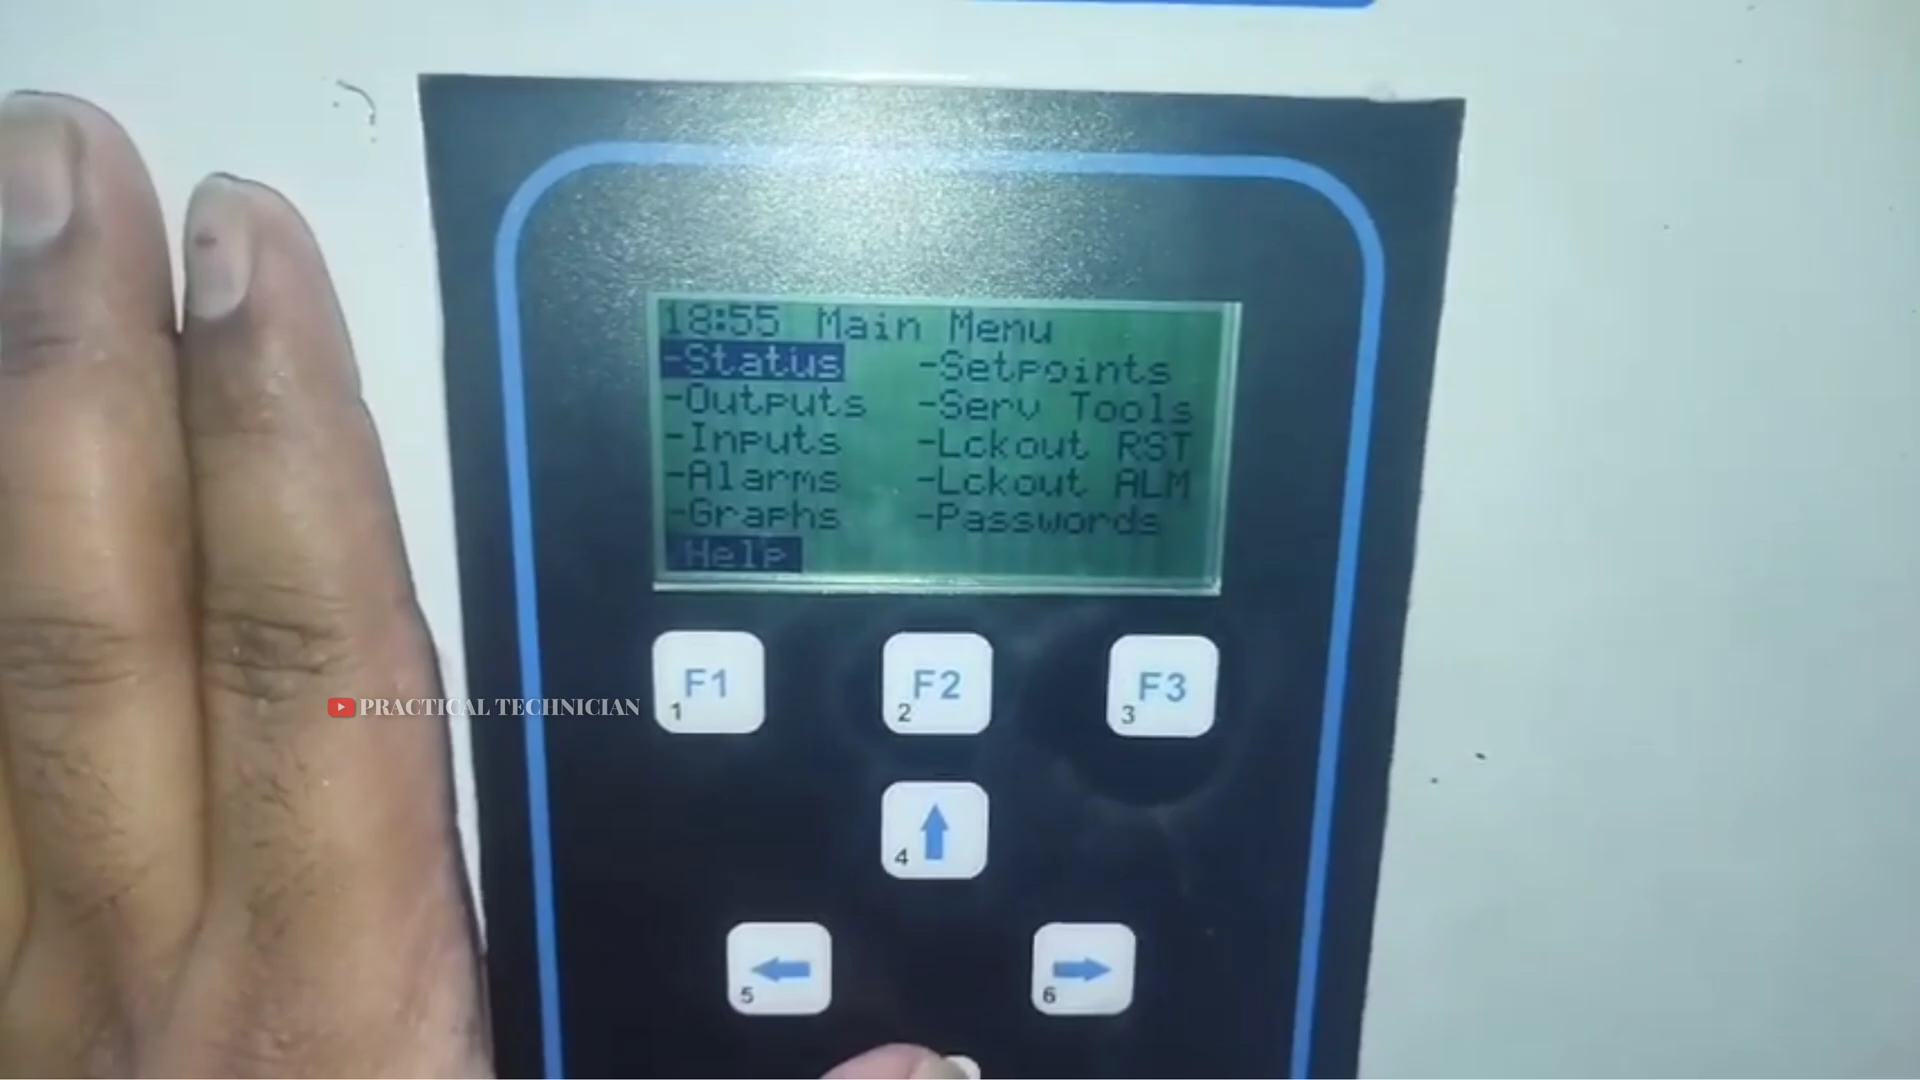 18:55 Main Menu
-Status -Setpoints
-Outputs -Serv Tools
-Inputs -Lckout RST
-Alarms -Lckout ALM
-Graphs -Passwords
Help
F1 F2 F3
1 2 3
PRACTICAL TECHNICIAN
4
5 6